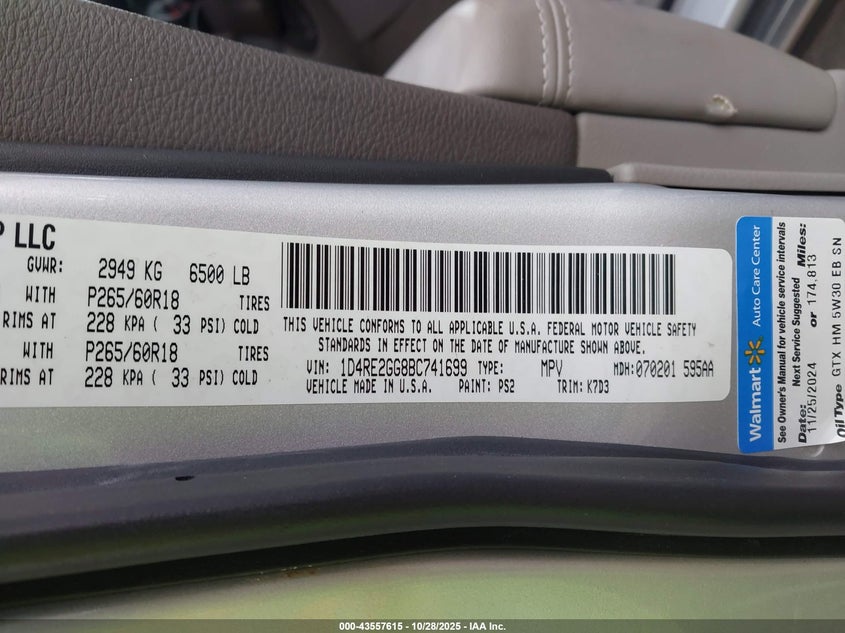 P LLC
GVWR: 2949 KG 6500 LB
WITH P265/60R18 TIRES
RIMS AT 228 KPA ( 33 PSI) COLD
WITH P265/60R18 TIRES
RIMS AT 228 KPA ( 33 PSI) COLD
THIS VEHICLE CONFORMS TO ALL APPLICABLE U.S.A. FEDERAL MOTOR VEHICLE SAFETY
STANDARDS IN EFFECT ON THE DATE OF MANUFACTURE SHOWN ABOVE.
VIN: 1D4RE2GG8BC741699 TYPE: MPV MDH:070201 595AA
VEHICLE MADE IN U.S.A. PAINT: PS2 TRIM: K7D3
Walmart Auto Care Center
See Owner's Manual for vehicle service intervals
Next Service Suggested
Date: or Miles:
11/25/2024 174,813
Oil Type GTX HM 5W30 EB SN
000-43557615 - 10/28/2025 - IAA Inc.